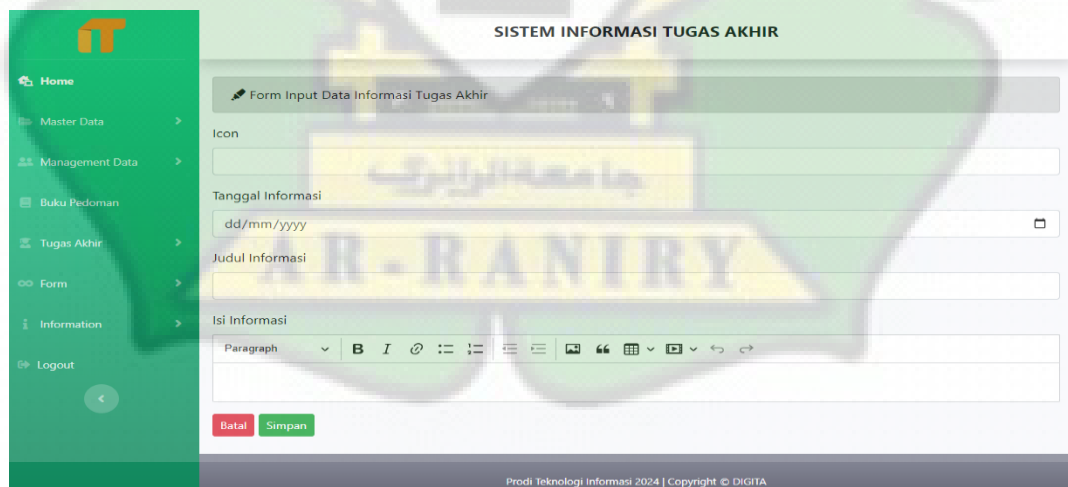 SISTEM INFORMASI TUGAS AKHIR
Home
Master Data
Management Data
Buku Pedoman
Tugas Akhir
Form
Information
Logout
Form Input Data Informasi Tugas Akhir
Icon
Tanggal Informasi
dd/mm/yyyy
Judul Informasi
Isi Informasi
Paragraph
Batal Simpan
جامعة الرانري
AR-RANIRY
Prodi Teknologi Informasi 2024 | Copyright © DIGITA